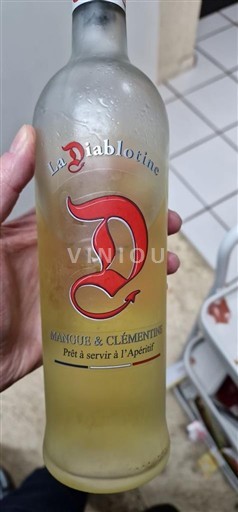 La Diablotine
D
VINIOU
MANGUE & CLÉMENTINE
Prêt à servir à l'Apéritif